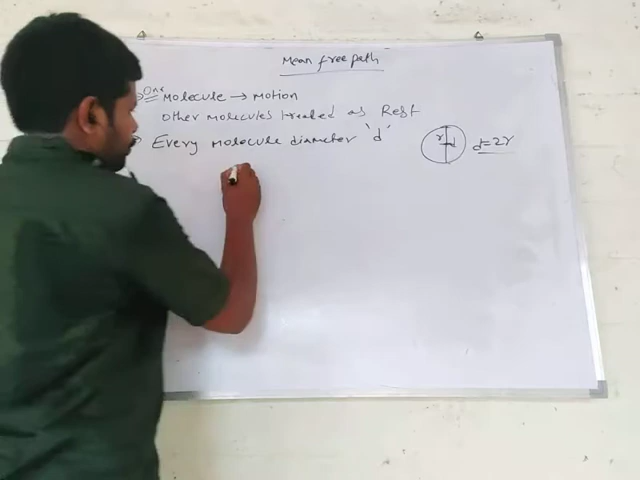 Mean free path
One
Molecule → Motion
Other molecules treated as Rest
Every molecule diameter 'd'
r d d=2r